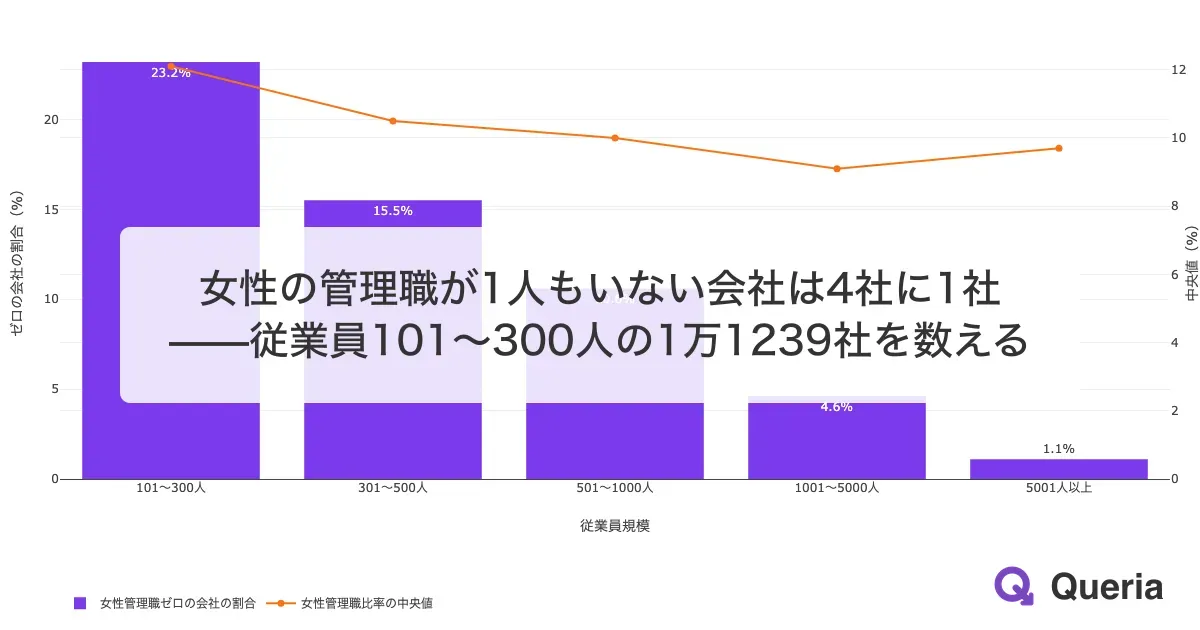 23.2%
15.5%
4.6%
1.1%
20
15
10
5
0
12
10
8
6
4
2
0
ゼロの会社の割合（%）
中央値（%）
女性の管理職が1人もいない会社は4社に1社
――従業員101〜300人の1万1239社を数える
101〜300人
301〜500人
501〜1000人
1001〜5000人
5001人以上
従業員規模
女性管理職ゼロの会社の割合
女性管理職比率の中央値
Queria